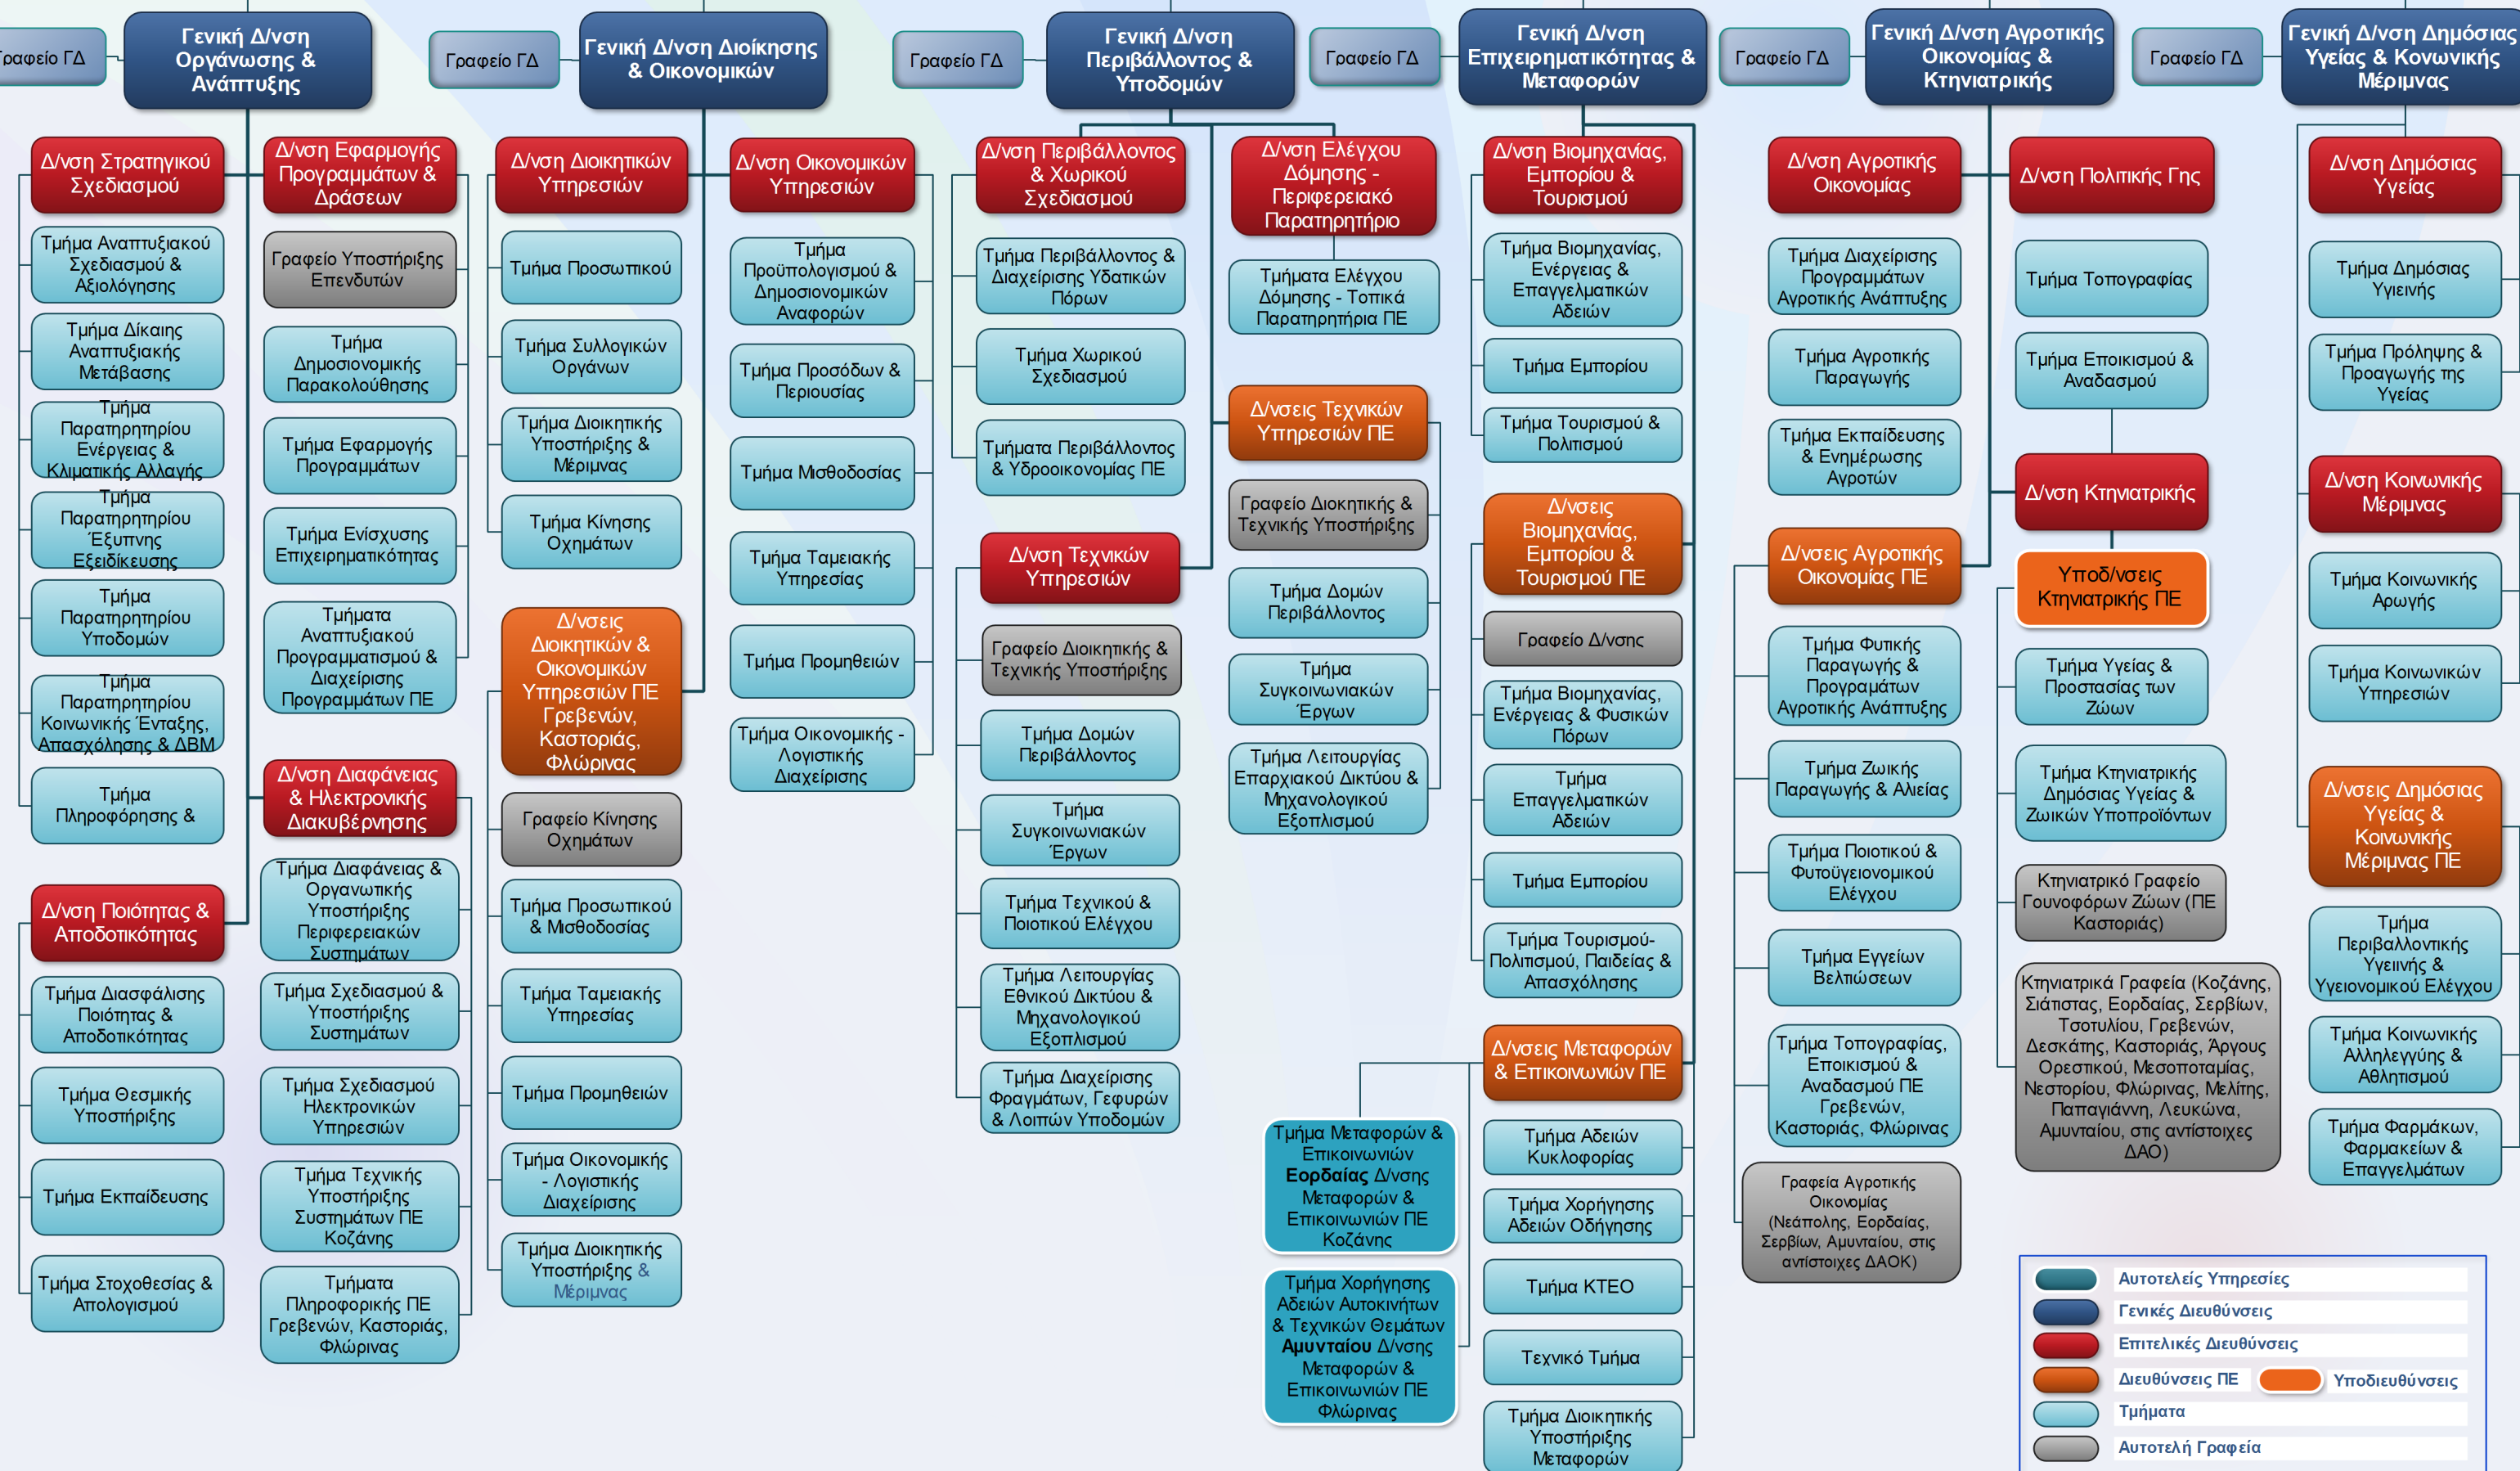 Γραφείο ΓΔ
Γενική Δ/νση
Οργάνωσης &
Ανάπτυξης
Γραφείο ΓΔ
Γενική Δ/νση Διοίκησης
& Οικονομικών
Γραφείο ΓΔ
Γενική Δ/νση
Περιβάλλοντος &
Υποδομών
Γραφείο ΓΔ
Γενική Δ/νση
Επιχειρηματικότητας &
Μεταφορών
Γραφείο ΓΔ
Γενική Δ/νση Αγροτικής
Οικονομίας &
Κτηνιατρικής
Γραφείο ΓΔ
Γενική Δ/νση Δημόσιας
Υγείας & Κονωνικής
Μέριμνας
Δ/νση Στρατηγικού
Σχεδιασμού
Τμήμα Αναπτυξιακού
Σχεδιασμού &
Αξιολόγησης
Τμήμα Δίκαιης
Αναπτυξιακής
Μετάβασης
Τμήμα
Παρατηρητηρίου
Ενέργειας &
Κλιματικής Αλλαγής
Τμήμα
Παρατηρητηρίου
Έξυπνης
Εξειδίκευσης
Τμήμα
Παρατηρητηρίου
Υποδομών
Τμήμα
Παρατηρητηρίου
Κοινωνικής Ένταξης,
Απασχόλησης & ΔΒΜ
Τμήμα
Πληροφόρησης &
Δ/νση Ποιότητας &
Αποδοτικότητας
Τμήμα Διασφάλισης
Ποιότητας &
Αποδοτικότητας
Τμήμα Θεσμικής
Υποστήριξης
Τμήμα Εκπαίδευσης
Τμήμα Στοχοθεσίας &
Απολογισμού
Δ/νση Εφαρμογής
Προγραμμάτων &
Δράσεων
Γραφείο Υποστήριξης
Επενδυτών
Τμήμα
Δημοσιονομικής
Παρακολούθησης
Τμήμα Εφαρμογής
Προγραμμάτων
Τμήμα Ενίσχυσης
Επιχειρηματικότητας
Τμήματα
Αναπτυξιακού
Προγραμματισμού &
Διαχείρισης
Προγραμμάτων ΠΕ
Δ/νση Διαφάνειας
& Ηλεκτρονικής
Διακυβέρνησης
Τμήμα Διαφάνειας &
Οργανωτικής
Υποστήριξης
Περιφερειακών
Συστημάτων
Τμήμα Σχεδιασμού &
Υποστήριξης
Συστημάτων
Τμήμα Σχεδιασμού
Ηλεκτρονικών
Υπηρεσιών
Τμήμα Τεχνικής
Υποστήριξης
Συστημάτων ΠΕ
Κοζάνης
Τμήματα
Πληροφορικής ΠΕ
Γρεβενών, Καστοριάς,
Φλώρινας
Δ/νση Διοικητικών
Υπηρεσιών
Τμήμα Προσωπικού
Τμήμα Συλλογικών
Οργάνων
Τμήμα Διοικητικής
Υποστήριξης &
Μέριμνας
Τμήμα Κίνησης
Οχημάτων
Δ/νσεις
Διοικητικών &
Οικονομικών
Υπηρεσιών ΠΕ
Γρεβενών,
Καστοριάς,
Φλώρινας
Γραφείο Κίνησης
Οχημάτων
Τμήμα Προσωπικού
& Μισθοδοσίας
Τμήμα Ταμειακής
Υπηρεσίας
Τμήμα Προμηθειών
Τμήμα Οικονομικής
- Λογιστικής
Διαχείρισης
Τμήμα Διοικητικής
Υποστήριξης &
Μέριμνας
Δ/νση Οικονομικών
Υπηρεσιών
Τμήμα
Προϋπολογισμού &
Δημοσιονομικών
Αναφορών
Τμήμα Προσόδων &
Περιουσίας
Τμήμα Μισθοδοσίας
Τμήμα Ταμειακής
Υπηρεσίας
Τμήμα Προμηθειών
Τμήμα Οικονομικής -
Λογιστικής
Διαχείρισης
Δ/νση Περιβάλλοντος
& Χωρικού
Σχεδιασμού
Τμήμα Περιβάλλοντος &
Διαχείρισης Υδατικών
Πόρων
Τμήμα Χωρικού
Σχεδιασμού
Τμήματα Περιβάλλοντος
& Υδροοικονομίας ΠΕ
Δ/νση Τεχνικών
Υπηρεσιών
Γραφείο Διοικητικής &
Τεχνικής Υποστήριξης
Τμήμα Δομών
Περιβάλλοντος
Τμήμα
Συγκοινωνιακών
Έργων
Τμήμα Τεχνικού &
Ποιοτικού Ελέγχου
Τμήμα Λειτουργίας
Εθνικού Δικτύου &
Μηχανολογικού
Εξοπλισμού
Τμήμα Διαχείρισης
Φραγμάτων, Γεφυρών
& Λοιπών Υποδομών
Δ/νση Ελέγχου
Δόμησης -
Περιφερειακό
Παρατηρητήριο
Τμήματα Ελέγχου
Δόμησης - Τοπικά
Παρατηρητήρια ΠΕ
Δ/νσεις Τεχνικών
Υπηρεσιών ΠΕ
Γραφείο Διοκητικής &
Τεχνικής Υποστήριξης
Τμήμα Δομών
Περιβάλλοντος
Τμήμα
Συγκοινωνιακών
Έργων
Τμήμα Λειτουργίας
Επαρχιακού Δικτύου &
Μηχανολογικού
Εξοπλισμού
Δ/νση Βιομηχανίας,
Εμπορίου &
Τουρισμού
Τμήμα Βιομηχανίας,
Ενέργειας &
Επαγγελματικών
Αδειών
Τμήμα Εμπορίου
Τμήμα Τουρισμού &
Πολιτισμού
Δ/νσεις
Βιομηχανίας,
Εμπορίου &
Τουρισμού ΠΕ
Γραφείο Δ/νσης
Τμήμα Βιομηχανίας,
Ενέργειας & Φυσικών
Πόρων
Τμήμα
Επαγγελματικών
Αδειών
Τμήμα Εμπορίου
Τμήμα Τουρισμού-
Πολιτισμού, Παιδείας &
Απασχόλησης
Δ/νσεις Μεταφορών
& Επικοινωνιών ΠΕ
Τμήμα Μεταφορών &
Επικοινωνιών
Εορδαίας Δ/νσης
Μεταφορών &
Επικοινωνιών ΠΕ
Κοζάνης
Τμήμα Χορήγησης
Αδειών Αυτοκινήτων
& Τεχνικών Θεμάτων
Αμυνταίου Δ/νσης
Μεταφορών &
Επικοινωνιών ΠΕ
Φλώρινας
Τμήμα Αδειών
Κυκλοφορίας
Τμήμα Χορήγησης
Αδειών Οδήγησης
Τμήμα ΚΤΕΟ
Τεχνικό Τμήμα
Τμήμα Διοικητικής
Υποστήριξης
Μεταφορών
Δ/νση Αγροτικής
Οικονομίας
Τμήμα Διαχείρισης
Προγραμμάτων
Αγροτικής Ανάπτυξης
Τμήμα Αγροτικής
Παραγωγής
Τμήμα Εκπαίδευσης
& Ενημέρωσης
Αγροτών
Δ/νσεις Αγροτικής
Οικονομίας ΠΕ
Τμήμα Φυτικής
Παραγωγής &
Προγραμάτων
Αγροτικής Ανάπτυξης
Τμήμα Ζωικής
Παραγωγής & Αλιείας
Τμήμα Ποιοτικού &
Φυτοϋγειονομικού
Ελέγχου
Τμήμα Εγγείων
Βελτιώσεων
Τμήμα Τοπογραφίας,
Εποικισμού &
Αναδασμού ΠΕ
Γρεβενών,
Καστοριάς, Φλώρινας
Γραφεία Αγροτικής
Οικονομίας
(Νεάπολης, Εορδαίας,
Σερβίων, Αμυνταίου, στις
αντίστοιχες ΔΑΟΚ)
Δ/νση Πολιτικής Γης
Τμήμα Τοπογραφίας
Τμήμα Εποικισμού &
Αναδασμού
Δ/νση Κτηνιατρικής
Υποδ/νσεις
Κτηνιατρικής ΠΕ
Τμήμα Υγείας &
Προστασίας των
Ζώων
Τμήμα Κτηνιατρικής
Δημόσιας Υγείας &
Ζωικών Υποπροϊόντων
Κτηνιατρικό Γραφείο
Γουνοφόρων Ζώων (ΠΕ
Καστοριάς)
Κτηνιατρικά Γραφεία (Κοζάνης,
Σιάτιστας, Εορδαίας, Σερβίων,
Τσοτυλίου, Γρεβενών,
Δεσκάτης, Καστοριάς, Άργους
Ορεστικού, Μεσοποταμίας,
Νεστορίου, Φλώρινας, Μελίτης,
Παπαγιάννη, Λευκώνα,
Αμυνταίου, στις αντίστοιχες
ΔΑΟ)
Δ/νση Δημόσιας
Υγείας
Τμήμα Δημόσιας
Υγιεινής
Τμήμα Πρόληψης &
Προαγωγής της
Υγείας
Δ/νση Κοινωνικής
Μέριμνας
Τμήμα Κοινωνικής
Αρωγής
Τμήμα Κοινωνικών
Υπηρεσιών
Δ/νσεις Δημόσιας
Υγείας &
Κοινωνικής
Μέριμνας ΠΕ
Τμήμα
Περιβαλλοντικής
Υγειινής &
Υγειονομικού Ελέγχου
Τμήμα Κοινωνικής
Αλληλεγγύης &
Αθλητισμού
Τμήμα Φαρμάκων,
Φαρμακείων &
Επαγγελμάτων
Αυτοτελείς Υπηρεσίες
Γενικές Διευθύνσεις
Επιτελικές Διευθύνσεις
Διευθύνσεις ΠΕ
Υποδιευθύνσεις
Τμήματα
Αυτοτελή Γραφεία